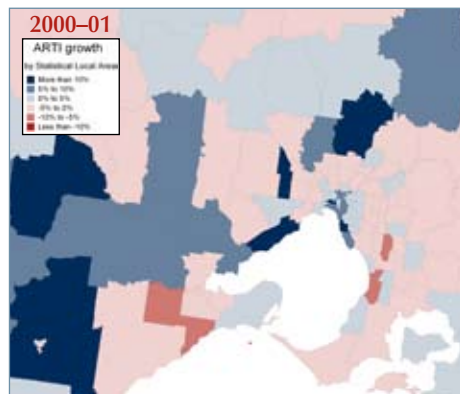 2000–01
ARTI growth
by Statistical Local Areas
More than 10%
5% to 10%
0% to 5%
-5% to 0%
-10% to -5%
Less than -10%